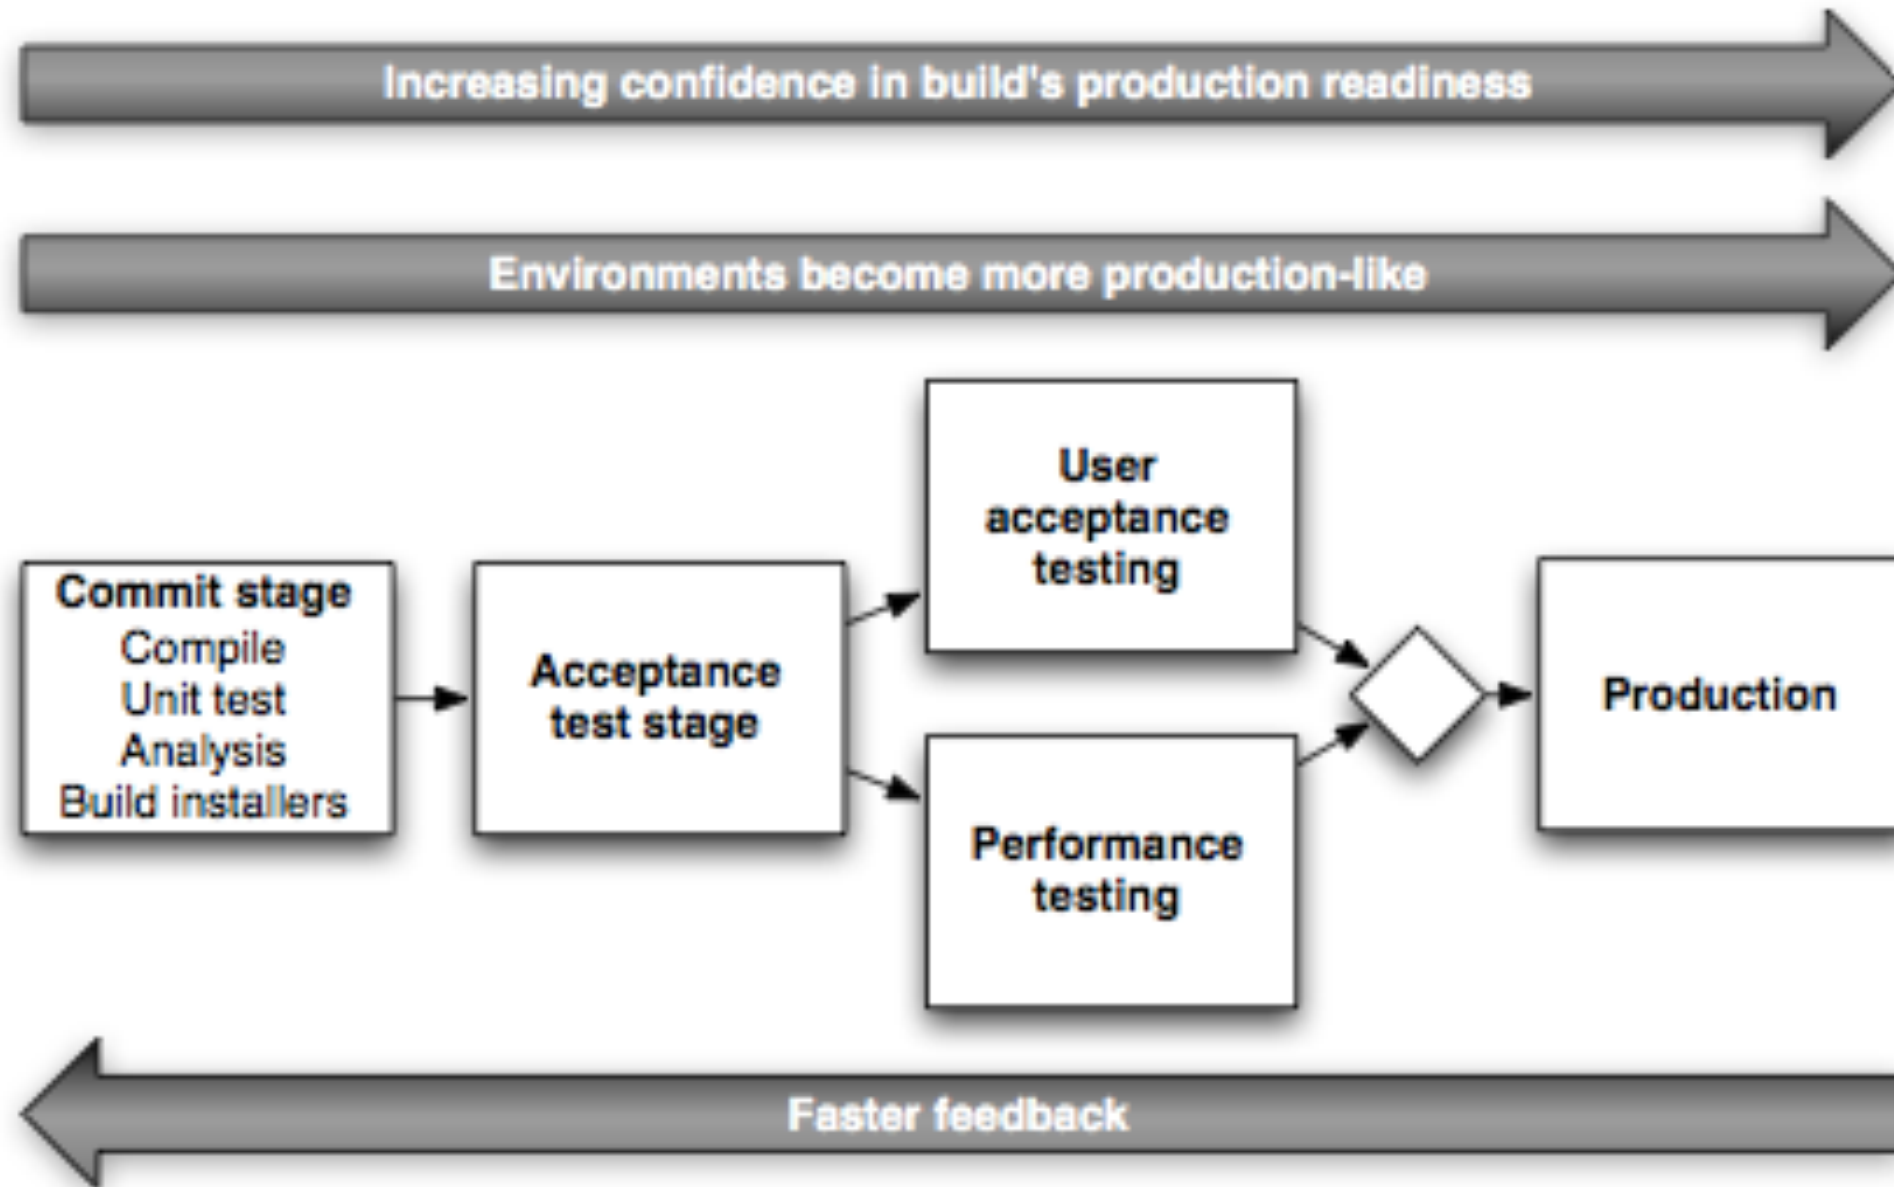 Increasing confidence in build's production readiness
Environments become more production-like
Commit stage
Compile
Unit test
Analysis
Build installers
Acceptance
test stage
User
acceptance
testing
Performance
testing
Production
Faster feedback